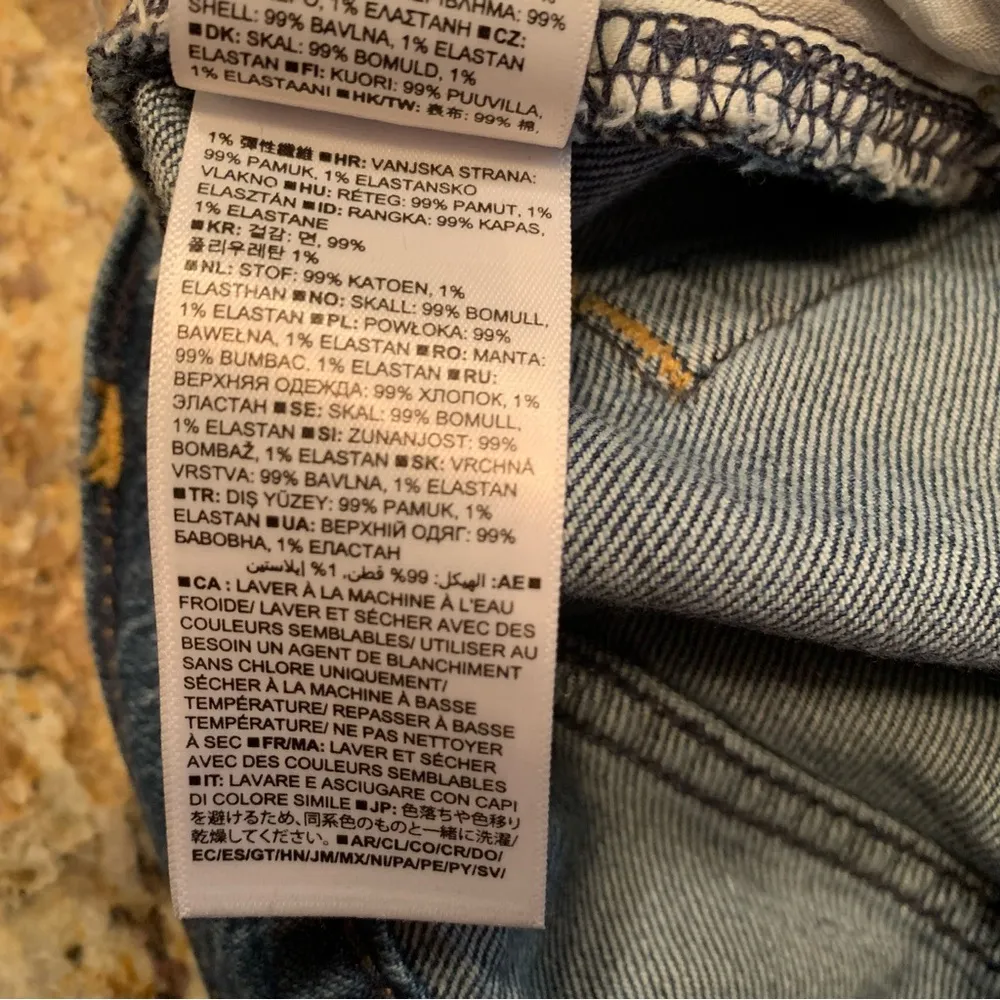 1% ΕΛΑΣΤΑΝΗ ■CZ:
SHELL: 99% BAVLNA, 1% ELASTAN
■DK: SKAL: 99% BOMULD, 1%
ELASTAN ■FI: KUORI: 99% PUUVILLA,
1% ELASTAANI ■HK/TW: 表布: 99% 棉,
1% 彈性纖維 ■HR: VANJSKA STRANA:
99% PAMUK, 1% ELASTANSKO
VLAKNO ■HU: RÉTEG: 99% PAMUT, 1%
ELASZTÁN ■ID: RANGKA: 99% KAPAS,
1% ELASTANE
■KR: 겉감: 면, 99%
폴리우레탄 1%
■NL: STOF: 99% KATOEN, 1%
ELASTHAN ■NO: SKALL: 99% BOMULL,
1% ELASTAN ■PL: POWŁOKA: 99%
BAWEŁNA, 1% ELASTAN ■RO: MANTA:
99% BUMBAC, 1% ELASTAN ■RU:
ВЕРХНЯЯ ОДЕЖДА: 99% ХЛОПОК, 1%
ЭЛАСТАН ■SE: SKAL: 99% BOMULL,
1% ELASTAN ■SI: ZUNANJOST: 99%
BOMBAŽ, 1% ELASTAN ■SK: VRCHNÁ
VRSTVA: 99% BAVLNA, 1% ELASTAN
■TR: DIŞ YÜZEY: 99% PAMUK, 1%
ELASTAN ■UA: ВЕРХНІЙ ОДЯГ: 99%
БАВОВНА, 1% ЕЛАСТАН
■AE: الهيكل: 99% قطن، 1% إيلاستين
■CA : LAVER À LA MACHINE À L'EAU
FROIDE/ LAVER ET SÉCHER AVEC DES
COULEURS SEMBLABLES/ UTILISER AU
BESOIN UN AGENT DE BLANCHIMENT
SANS CHLORE UNIQUEMENT/
SÉCHER À LA MACHINE À BASSE
TEMPÉRATURE/ REPASSER À BASSE
TEMPÉRATURE/ NE PAS NETTOYER
À SEC ■FR/MA: LAVER ET SÉCHER
AVEC DES COULEURS SEMBLABLES
■IT: LAVARE E ASCIUGARE CON CAPI
DI COLORE SIMILE ■JP: 色落ちや色移り
を避けるため、同系色のものと一緒に洗濯/
乾燥してください。 ■AR/CL/CO/CR/DO/
EC/ES/GT/HN/JM/MX/NI/PA/PE/PY/SV/